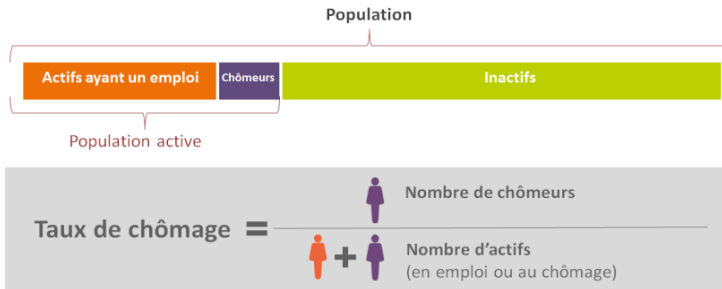 Population
Actifs ayant un emploi Chômeurs Inactifs
Population active
Nombre de chômeurs
Taux de chômage =
+ Nombre d'actifs
(en emploi ou au chômage)